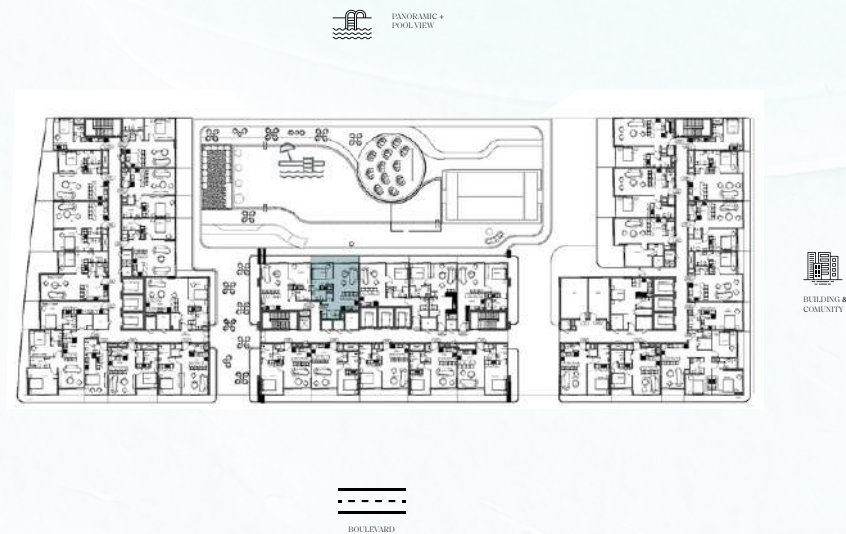 PANORAMIC +
POOL VIEW
BUILDING &
COMUNITY
BOULEVARD